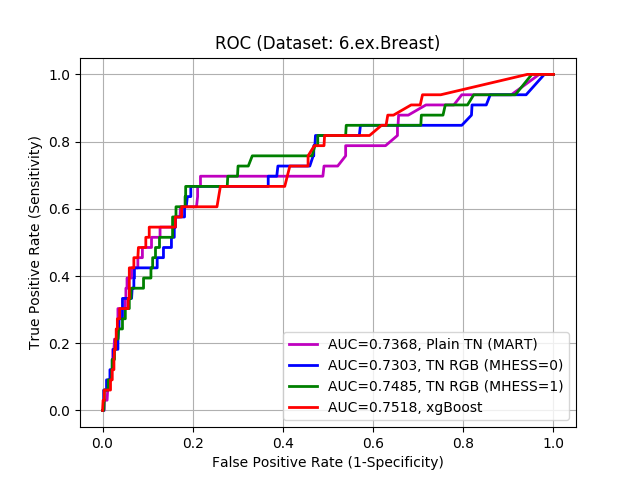 ROC (Dataset: 6.ex.Breast)
True Positive Rate (Sensitivity)
1.0
0.8
0.6
0.4
0.2
0.0
AUC=0.7368, Plain TN (MART)
AUC=0.7303, TN RGB (MHESS=0)
AUC=0.7485, TN RGB (MHESS=1)
AUC=0.7518, xgBoost
0.0 0.2 0.4 0.6 0.8 1.0
False Positive Rate (1-Specificity)